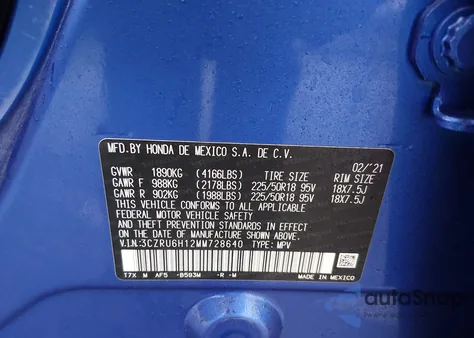 MFD.BY HONDA DE MEXICO S.A. DE C.V.
02/'21
GVWR 1890KG (4166LBS) TIRE SIZE RIM SIZE
GAWR F 988KG (2178LBS) 225/50R18 95V 18X7.5J
GAWR R 902KG (1988LBS) 225/50R18 95V 18X7.5J
THIS VEHICLE CONFORMS TO ALL APPLICABLE
FEDERAL MOTOR VEHICLE SAFETY AND
THEFT PREVENTION STANDARDS IN EFFECT ON
THE DATE OF MANUFACTURE SHOWN ABOVE.
V.I.N:3CZRU6H12MM728640 TYPE: MPV
T7X M AF5 -B593M -R -M MADE IN MEXICO
autoSnap